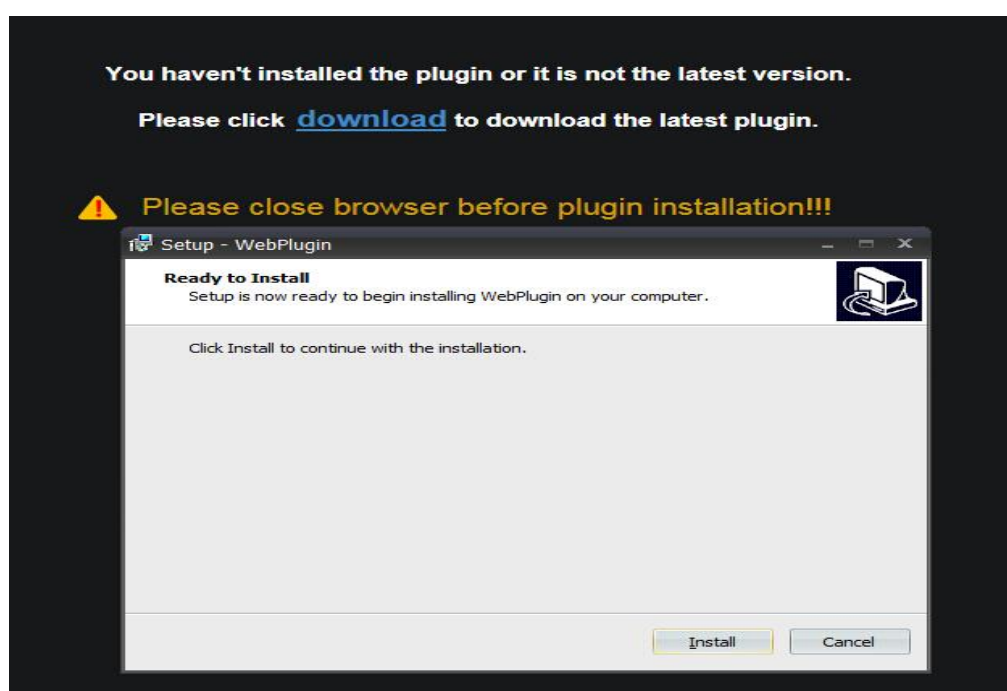 You haven't installed the plugin or it is not the latest version.
Please click download to download the latest plugin.
Please close browser before plugin installation!!!
Setup - WebPlugin
Ready to Install
Setup is now ready to begin installing WebPlugin on your computer.
Click Install to continue with the installation.
Install
Cancel